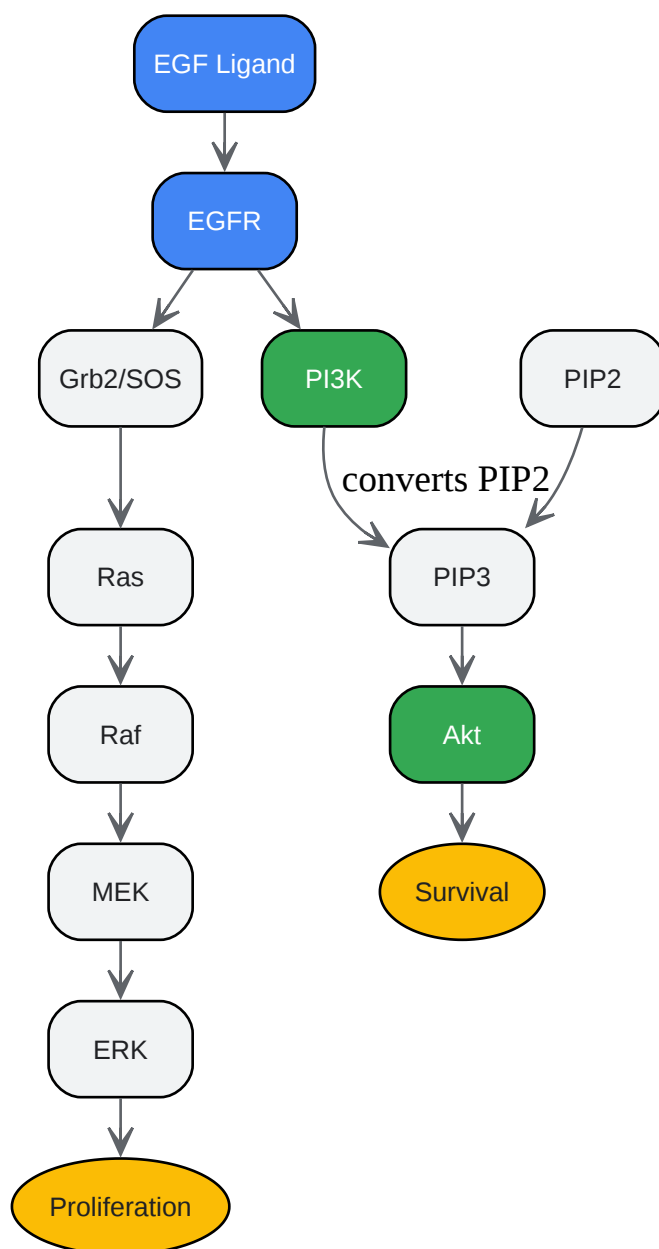 EGF Ligand
EGFR
Grb2/SOS
PI3K
PIP2
converts PIP2
Ras
PIP3
Raf
Akt
MEK
Survival
ERK
Proliferation